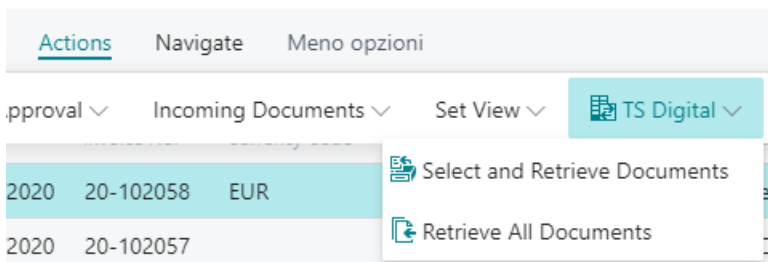 Actions Navigate Meno opzioni
Approval Incoming Documents Set View TS Digital
Select and Retrieve Documents
2020 20-102058 EUR
Retrieve All Documents
2020 20-102057